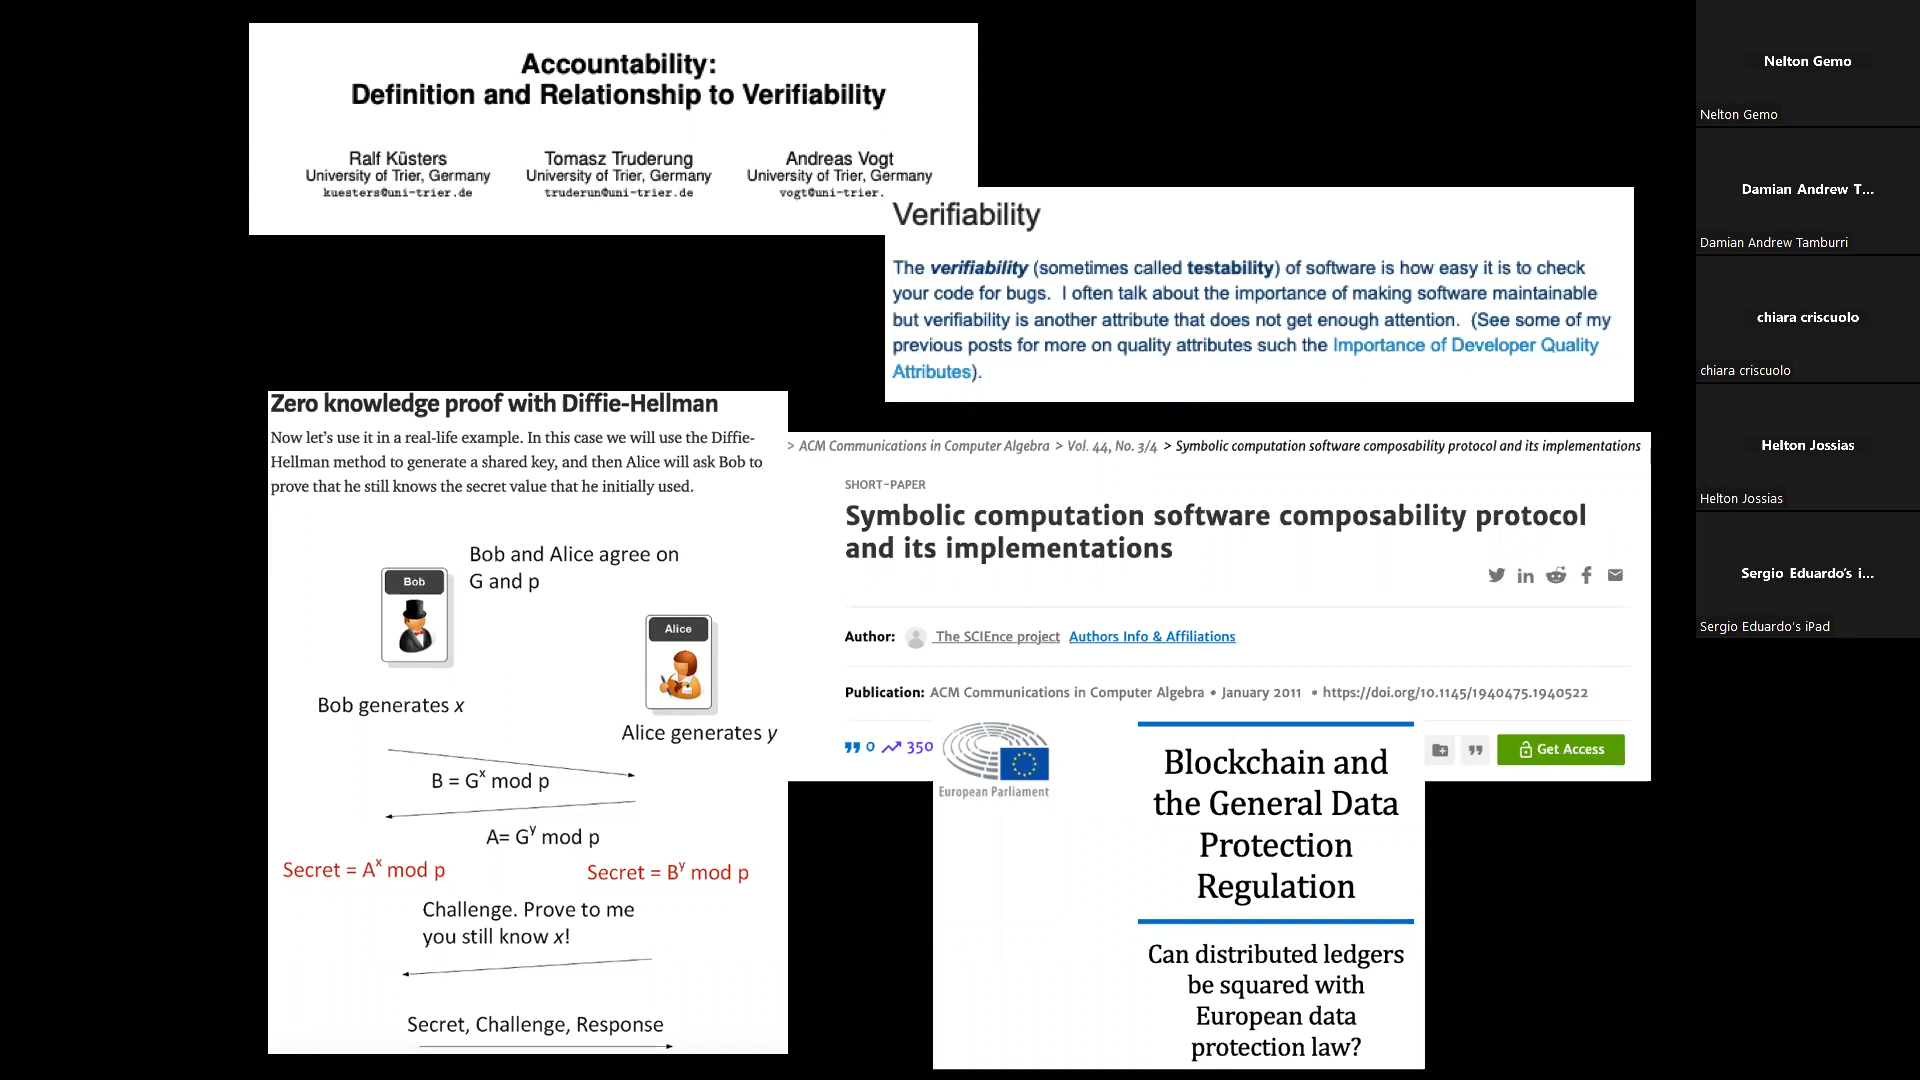 Accountability:
Definition and Relationship to Verifiability
Ralf Küsters
University of Trier, Germany
kuesters@uni-trier.de
Tomasz Truderung
University of Trier, Germany
truderun@uni-trier.de
Andreas Vogt
University of Trier, Germany
vogt@uni-trier.
Verifiability
The verifiability (sometimes called testability) of software is how easy it is to check
your code for bugs. I often talk about the importance of making software maintainable
but verifiability is another attribute that does not get enough attention. (See some of my
previous posts for more on quality attributes such the Importance of Developer Quality
Attributes).
Zero knowledge proof with Diffie-Hellman
Now let's use it in a real-life example. In this case we will use the Diffie-
Hellman method to generate a shared key, and then Alice will ask Bob to
prove that he still knows the secret value that he initially used.
Bob and Alice agree on
G and p
Bob
Alice
Bob generates x
Alice generates y
B = G^x mod p
A= G^y mod p
Secret = A^x mod p
Secret = B^y mod p
Challenge. Prove to me
you still know x!
Secret, Challenge, Response
> ACM Communications in Computer Algebra > Vol. 44, No. 3/4 > Symbolic computation software composability protocol and its implementations
SHORT-PAPER
Symbolic computation software composability protocol
and its implementations
Author: The SCIEnce project Authors Info & Affiliations
Publication: ACM Communications in Computer Algebra • January 2011 • https://doi.org/10.1145/1940475.1940522
0 350
Get Access
European Parliament
Blockchain and
the General Data
Protection
Regulation
Can distributed ledgers
be squared with
European data
protection law?
Nelton Gemo
Nelton Gemo
Damian Andrew T...
Damian Andrew Tamburri
chiara criscuolo
chiara criscuolo
Helton Jossias
Helton Jossias
Sergio Eduardo's i...
Sergio Eduardo's iPad